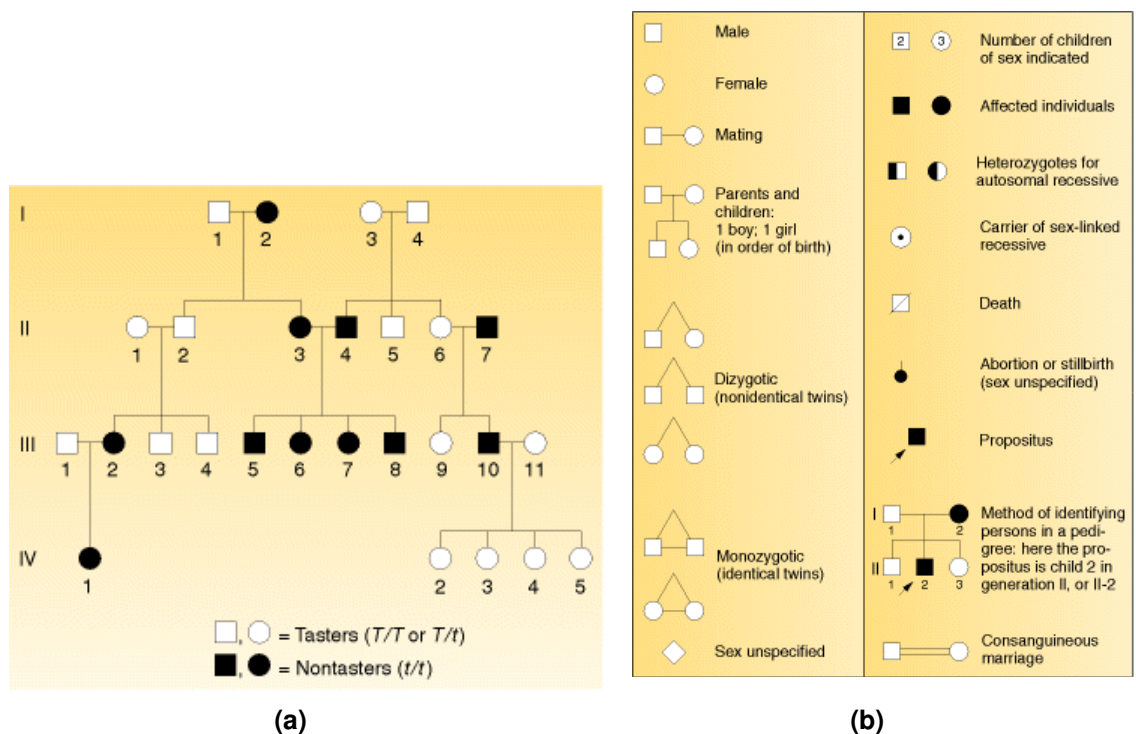 I
1 2 3 4
II
1 2 3 4 5 6 7
III
1 2 3 4 5 6 7 8 9 10 11
IV
1 2 3 4 5
= Tasters (T/T or T/t)
= Nontasters (t/t)
(a)
Male
Female
Mating
Parents and
children:
1 boy; 1 girl
(in order of birth)
Dizygotic
(nonidentical twins)
Monozygotic
(identical twins)
Sex unspecified
2 3 Number of children
of sex indicated
Affected individuals
Heterozygotes for
autosomal recessive
Carrier of sex-linked
recessive
Death
Abortion or stillbirth
(sex unspecified)
Propositus
I
1 2
II
1 2 3
Method of identifying
persons in a pedi-
gree: here the pro-
positus is child 2 in
generation II, or II-2
Consanguineous
marriage
(b)